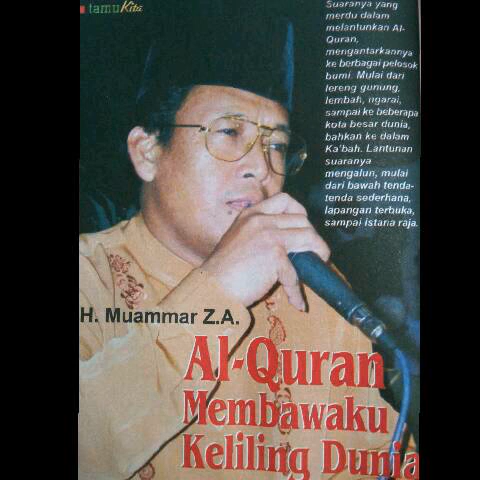 tamuKita
Suaranya yang
merdu dalam
melantunkan Al-
Quran,
mengantarkannya
ke berbagai pelosok
bumi. Mulai dari
lereng gunung,
lembah, ngarai,
sampai ke beberapa
kota besar dunia,
bahkan ke dalam
Ka'bah. Lantunan
suaranya
mengalun, mulai
dari bawah tenda-
tenda sederhana,
lapangan terbuka,
sampai istana raja.
H. Muammar Z.A.
Al-Quran
Membawaku
Keliling Dunia